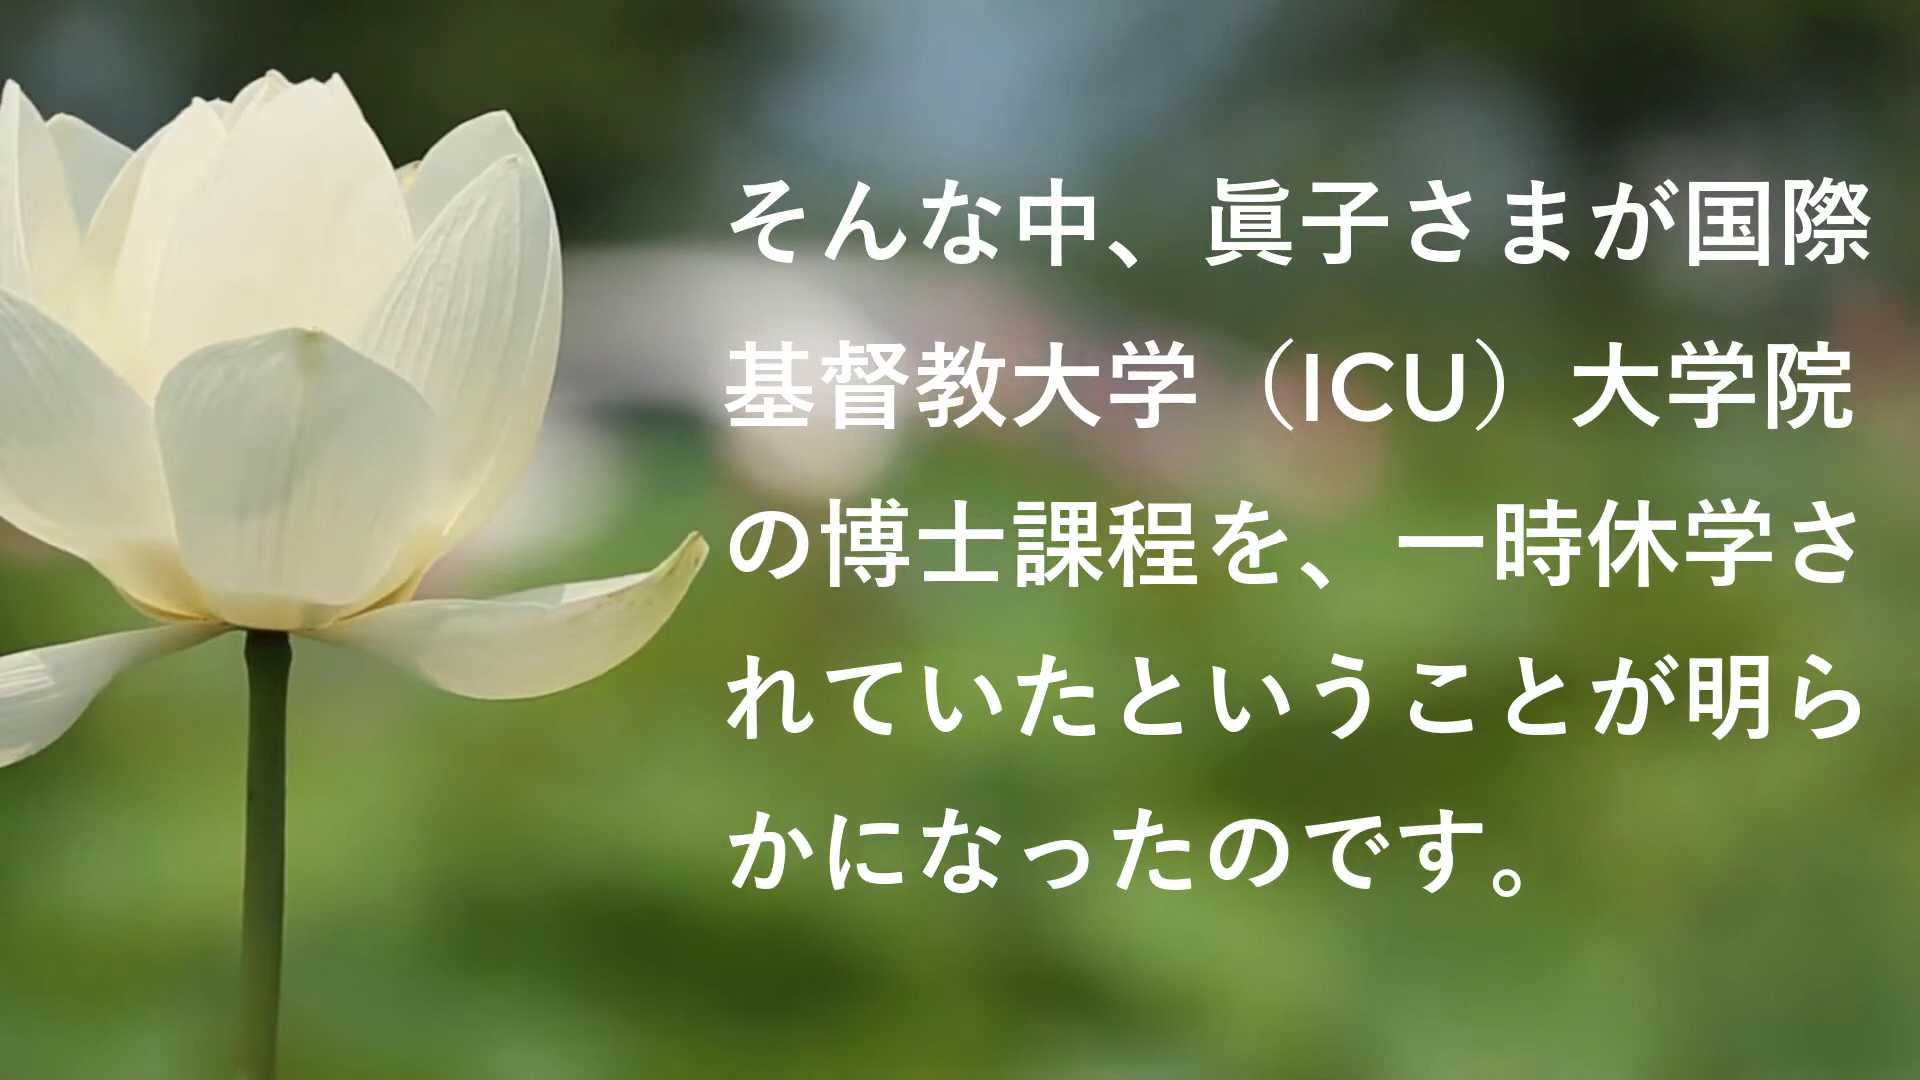 そんな中、眞子さまが国際
基督教大学（ICU）大学院
の博士課程を、一時休学さ
れていたということが明ら
かになったのです。